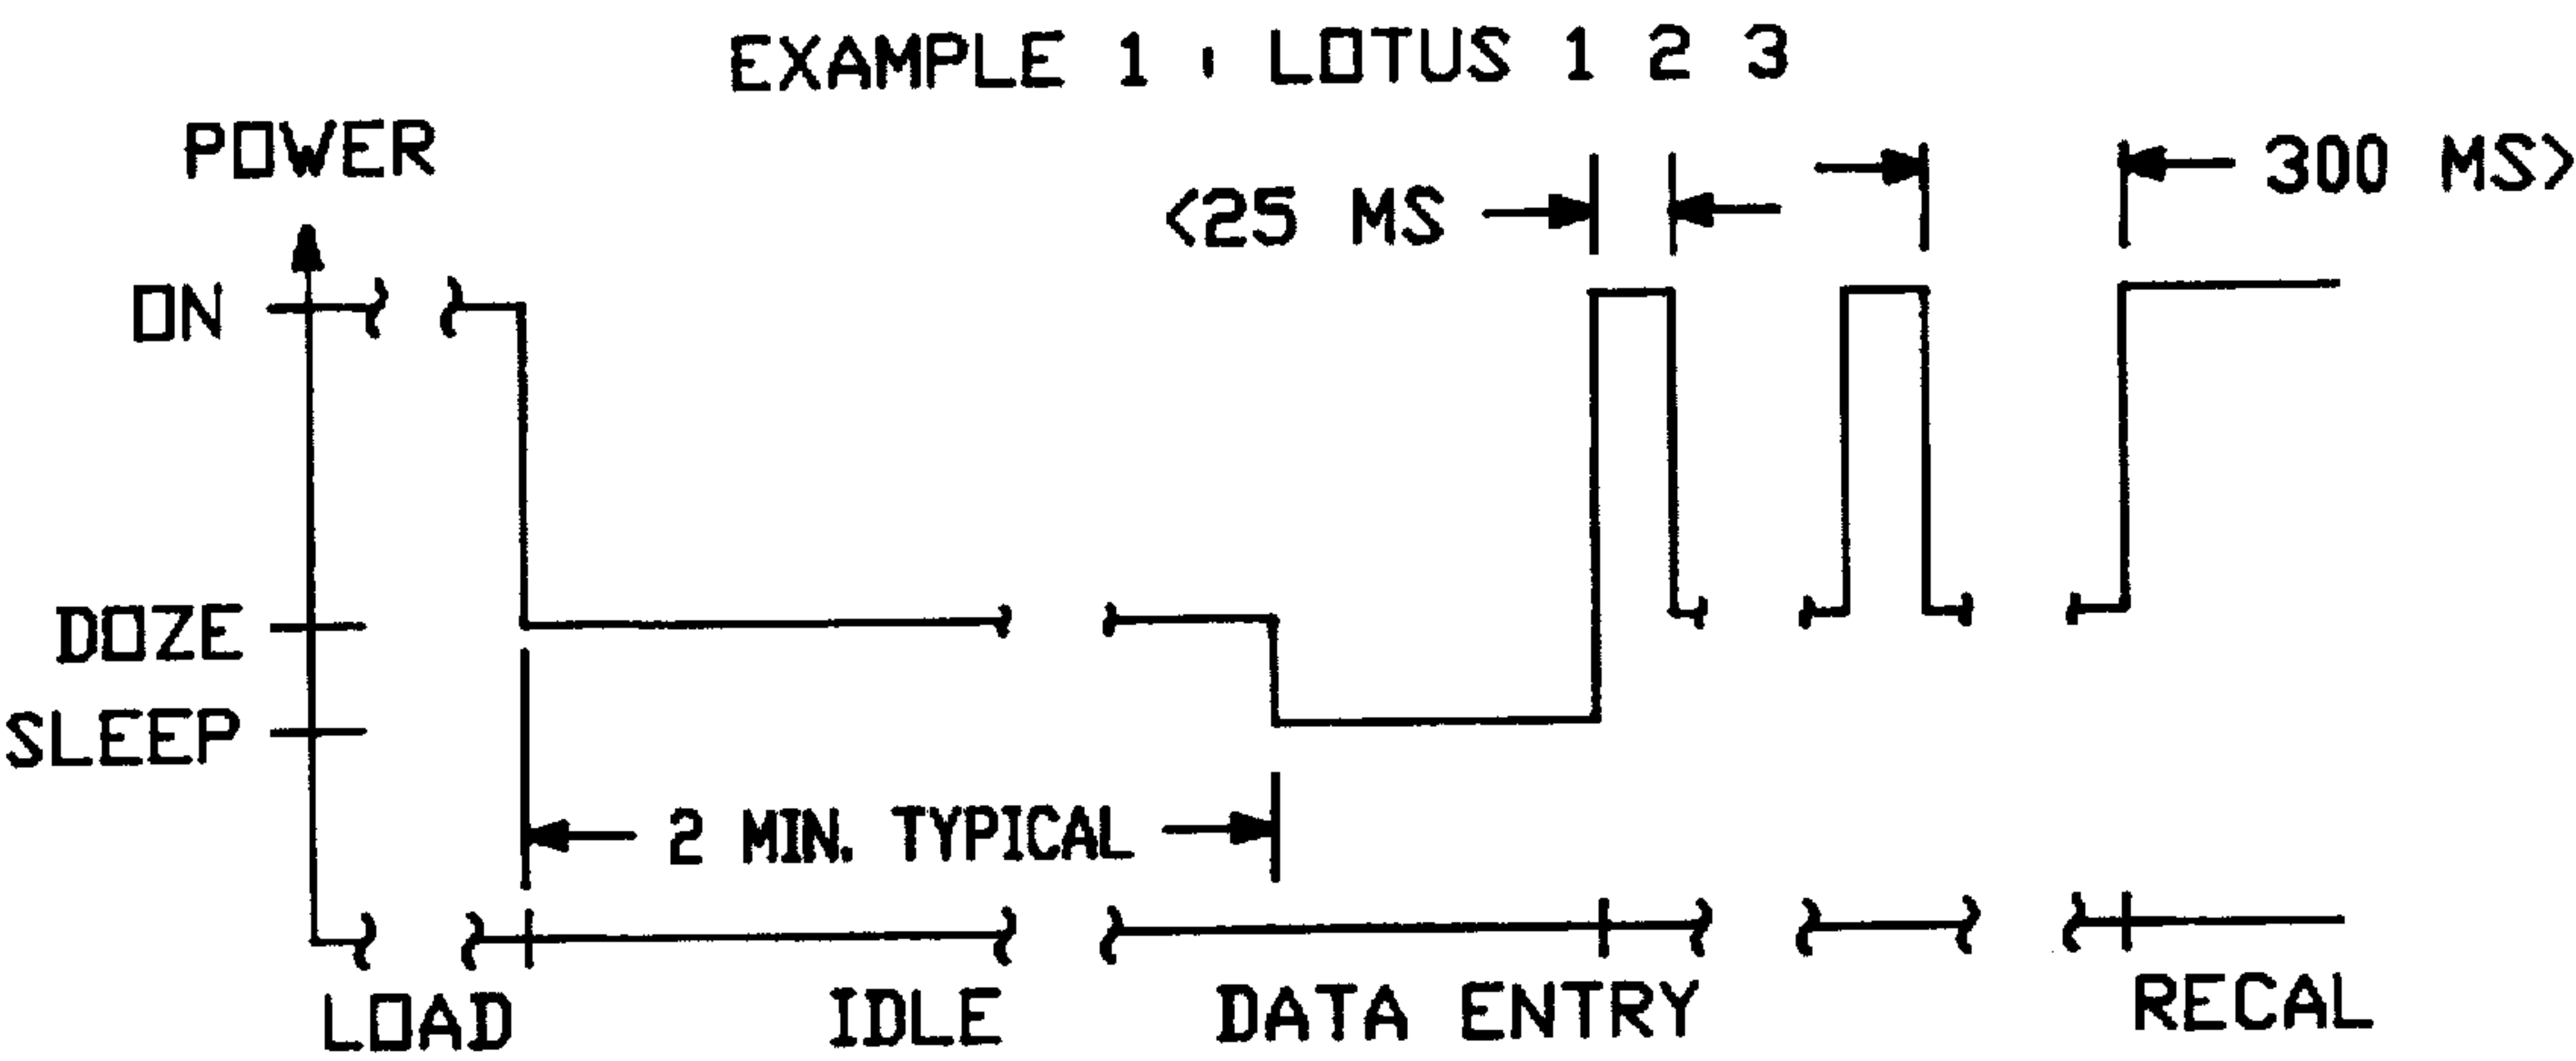 EXAMPLE 1 : LOTUS 1 2 3
POWER
<25 MS
300 MS>
ON
DOZE
SLEEP
2 MIN. TYPICAL
LOAD
IDLE
DATA ENTRY
RECAL